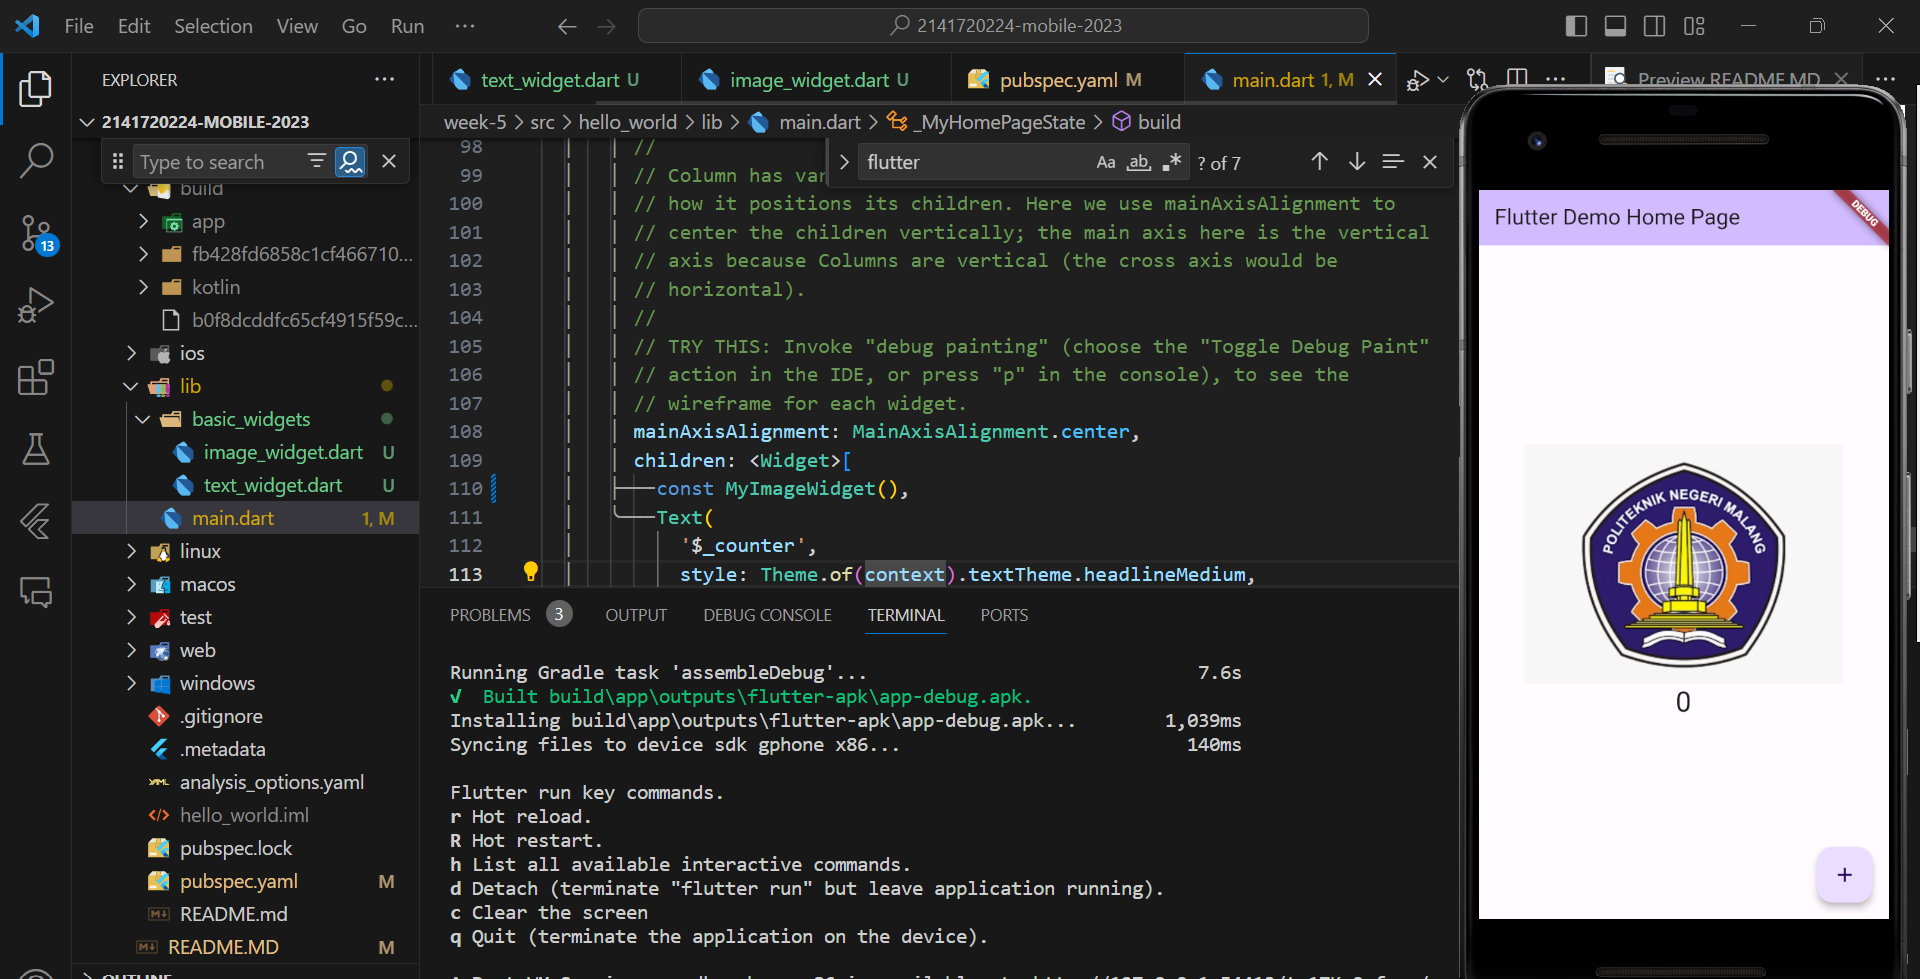 File Edit Selection View Go Run ···
2141720224-mobile-2023
EXPLORER
2141720224-MOBILE-2023
Type to search
build
app
fb428fd6858c1cf466710...
kotlin
b0f8dcddfc65cf4915f59c...
ios
lib
basic_widgets
image_widget.dart U
text_widget.dart U
main.dart 1, M
linux
macos
test
web
windows
.gitignore
.metadata
analysis_options.yaml
hello_world.iml
pubspec.lock
pubspec.yaml M
README.md
README.MD M
OUTLINE
13
text_widget.dart U
image_widget.dart U
pubspec.yaml M
main.dart 1, M
Preview README.MD
week-5 > src > hello_world > lib > main.dart > _MyHomePageState > build
flutter
Aa ab, .* ? of 7
98 //
99 // Column has var
100 // how it positions its children. Here we use mainAxisAlignment to
101 // center the children vertically; the main axis here is the vertical
102 // axis because Columns are vertical (the cross axis would be
103 // horizontal).
104 //
105 // TRY THIS: Invoke "debug painting" (choose the "Toggle Debug Paint"
106 // action in the IDE, or press "p" in the console), to see the
107 // wireframe for each widget.
108 mainAxisAlignment: MainAxisAlignment.center,
109 children: <Widget>[
110 const MyImageWidget(),
111 Text(
112 '$_counter',
113 style: Theme.of(context).textTheme.headlineMedium,
PROBLEMS 3 OUTPUT DEBUG CONSOLE TERMINAL PORTS
Running Gradle task 'assembleDebug'... 7.6s
√ Built build\app\outputs\flutter-apk\app-debug.apk.
Installing build\app\outputs\flutter-apk\app-debug.apk... 1,039ms
Syncing files to device sdk gphone x86... 140ms
Flutter run key commands.
r Hot reload.
R Hot restart.
h List all available interactive commands.
d Detach (terminate "flutter run" but leave application running).
c Clear the screen
q Quit (terminate the application on the device).
Flutter Demo Home Page
DEBUG
POLITEKNIK NEGERI MALANG
0
+